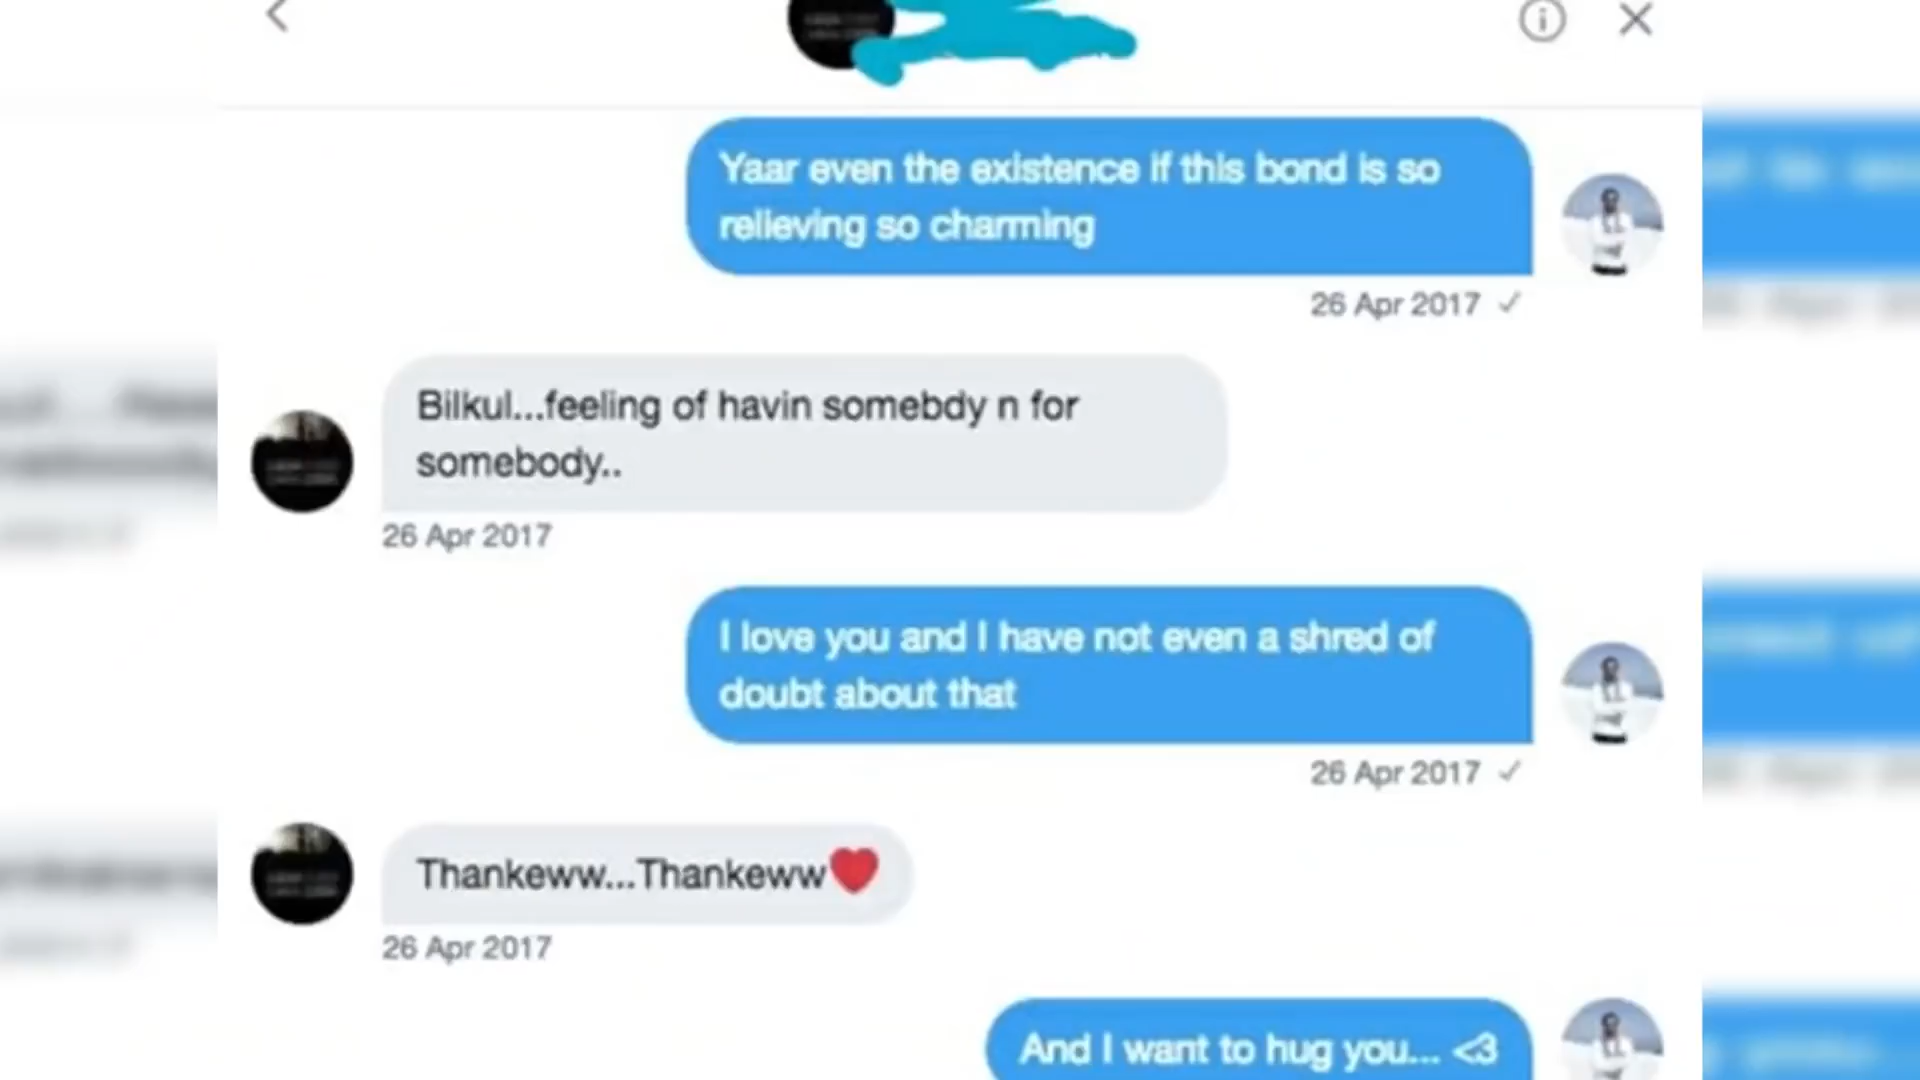 Yaar even the existence if this bond is so
relieving so charming
26 Apr 2017
Bilkul...feeling of havin somebdy n for
somebody..
26 Apr 2017
I love you and I have not even a shred of
doubt about that
26 Apr 2017
Thankeww...Thankeww❤️
26 Apr 2017
And I want to hug you... <3